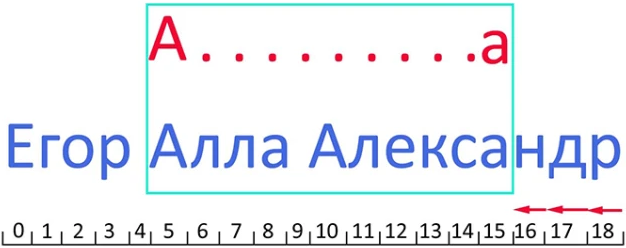 А.........а
Егор Алла Александр
0 1 2 3 4 5 6 7 8 9 10 11 12 13 14 15 16 17 18